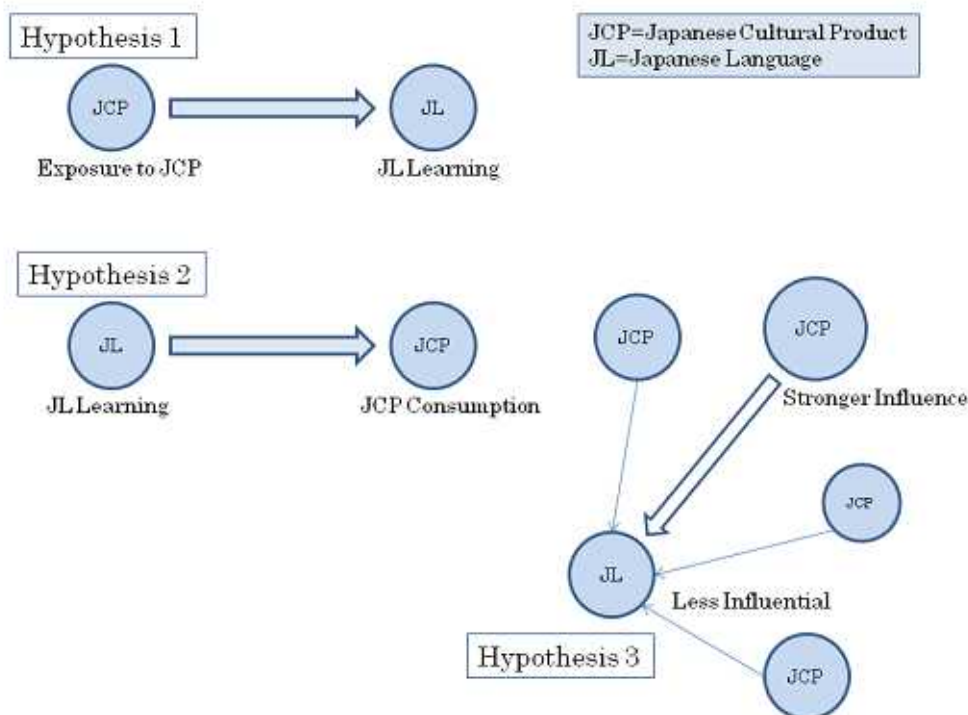 Hypothesis 1
JCP=Japanese Cultural Product
JL=Japanese Language
JCP
JL
Exposure to JCP
JL Learning
Hypothesis 2
JL
JCP
JL Learning
JCP Consumption
JCP
JCP
Stronger Influence
JCP
JL
Less Influential
Hypothesis 3
JCP